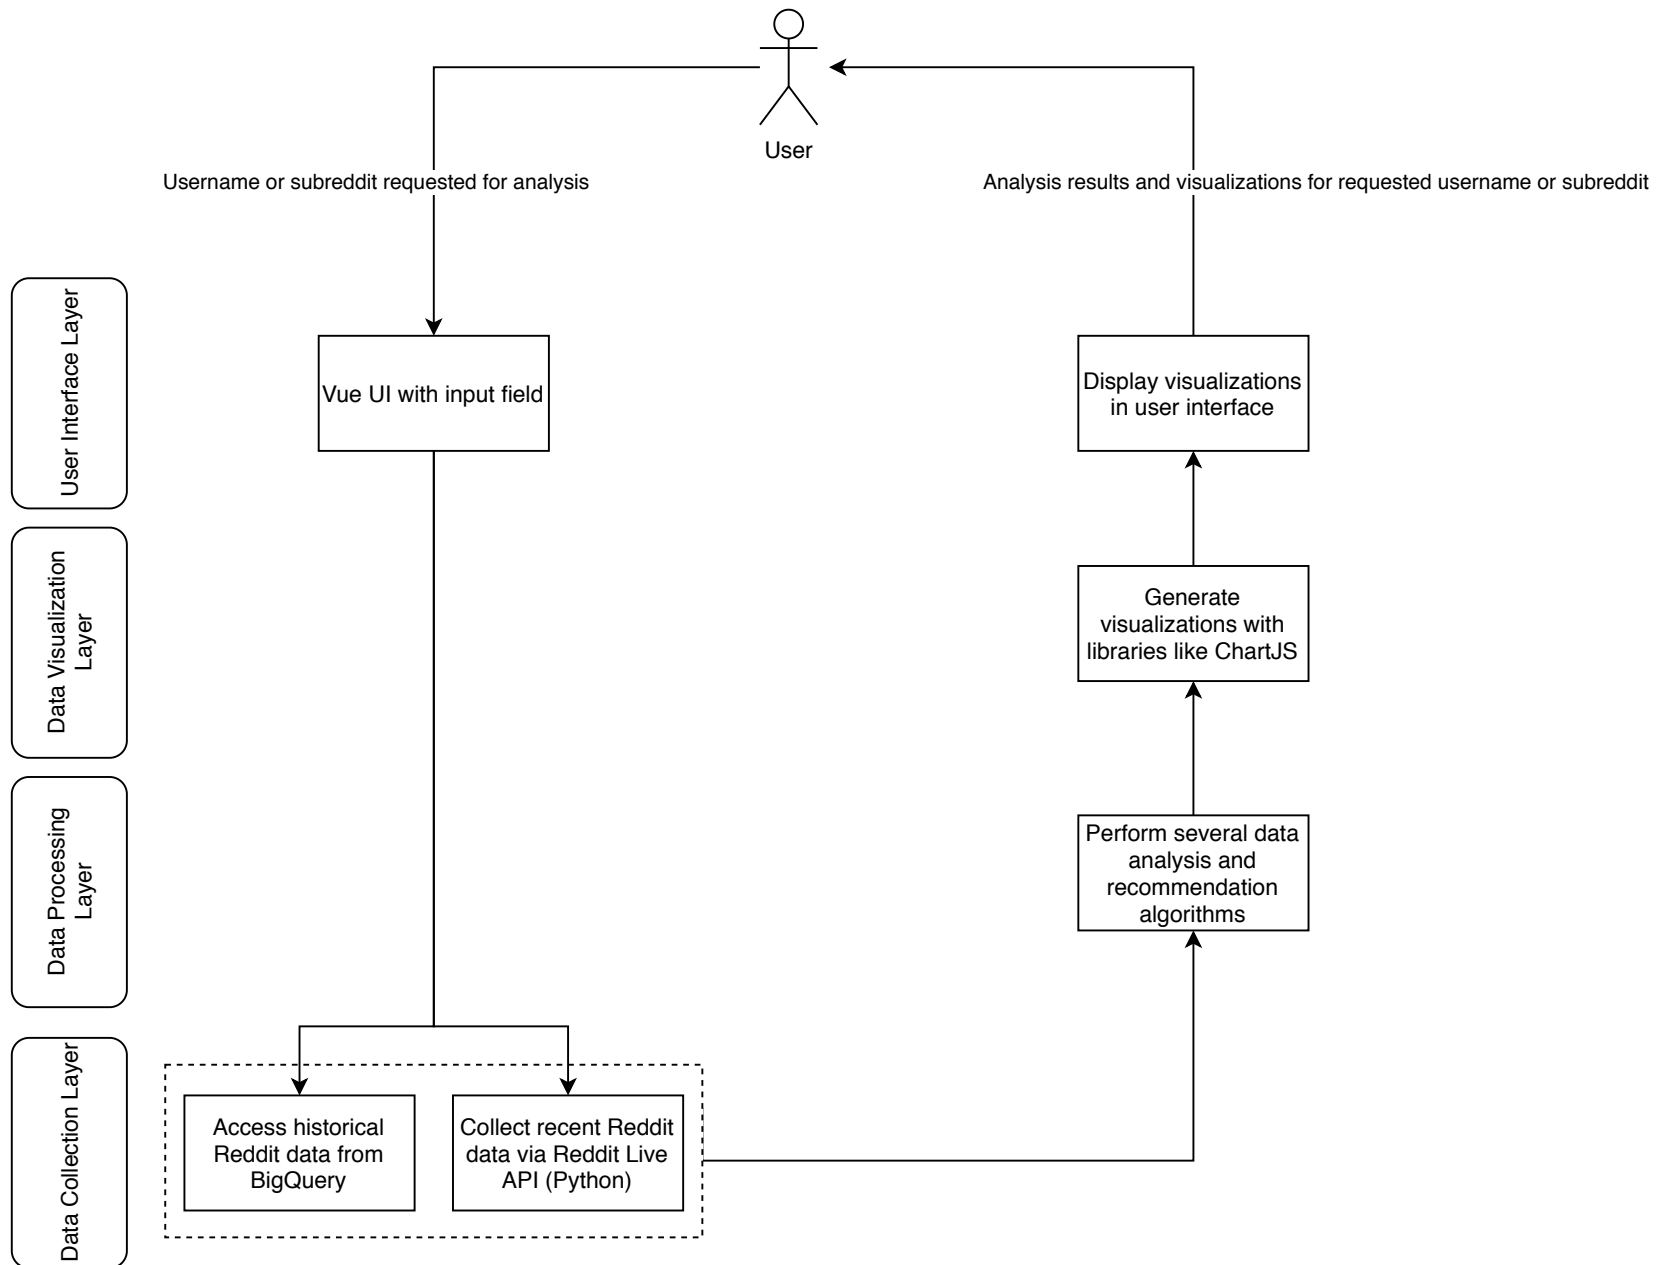 User
Username or subreddit requested for analysis
Analysis results and visualizations for requested username or subreddit
User Interface Layer
Vue UI with input field
Display visualizations
in user interface
Data Visualization
Layer
Generate
visualizations with
libraries like ChartJS
Data Processing
Layer
Perform several data
analysis and
recommendation
algorithms
Data Collection Layer
Access historical
Reddit data from
BigQuery
Collect recent Reddit
data via Reddit Live
API (Python)